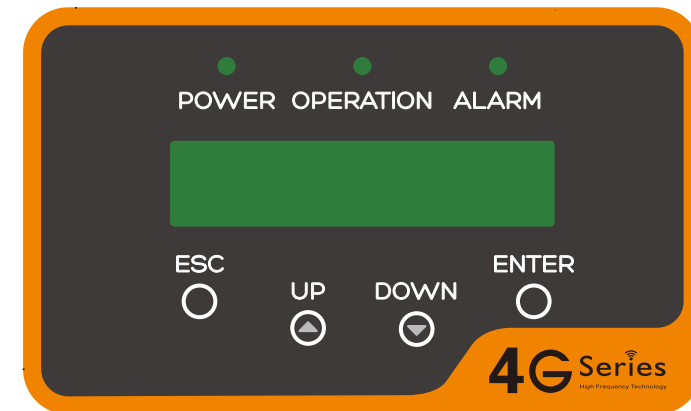 POWER OPERATION ALARM
ESC ENTER
UP DOWN
4G Series
High Frequency Technology